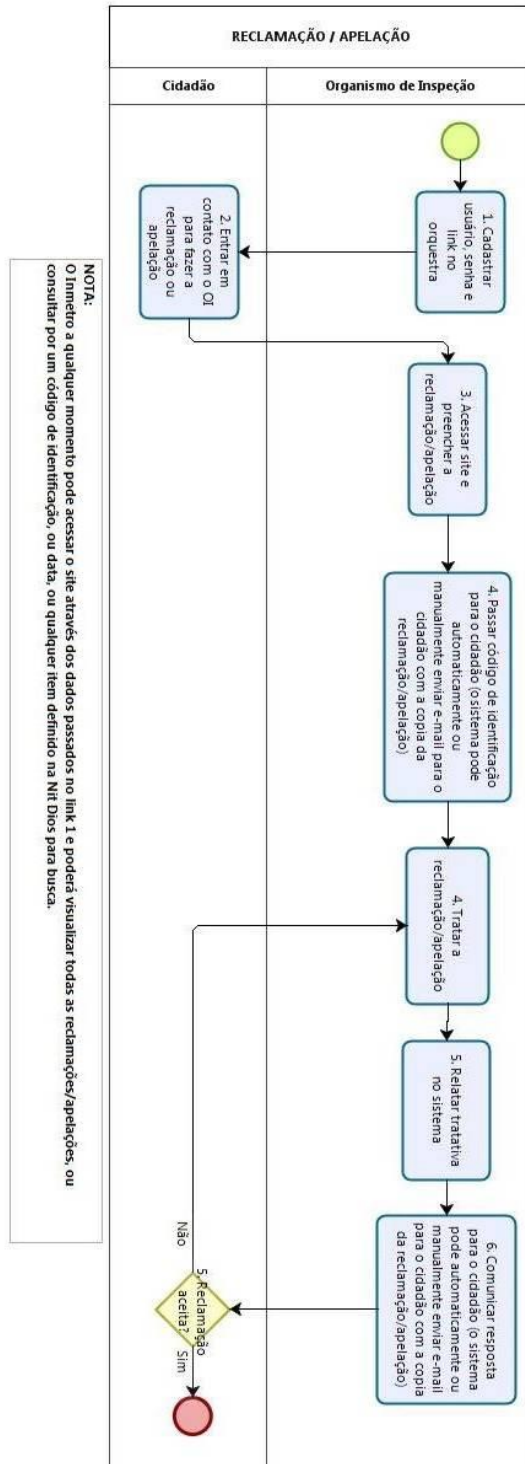 RECLAMAÇÃO / APELAÇÃO
Cidadão
Organismo de Inspeção
1. Cadastrar
usuário, senha e
link no
orquestra
2. Entrar em
contato com o OI
para fazer a
reclamação ou
apelação
3. Acessar site e
preencher a
reclamação/apelação
4. Passar código de identificação
para o cidadão (o sistema pode
automaticamente ou
manualmente enviar e-mail para o
cidadão com a copia da
reclamação/apelação)
4. Tratar a
reclamação/apelação
5. Relatar tratativa
no sistema
6. Comunicar resposta
para o cidadão (o sistema
pode automaticamente ou
manualmente enviar e-mail
para o cidadão com a copia
da reclamação/apelação)
5. Reclamação
aceita?
Não
Sim
NOTA:
O Inmetro a qualquer momento pode acessar o site através dos dados passados no link 1 e poderá visualizar todas as reclamações/apelações, ou
consultar por um código de identificação, ou data, ou qualquer item definido na Nit Dios para busca.